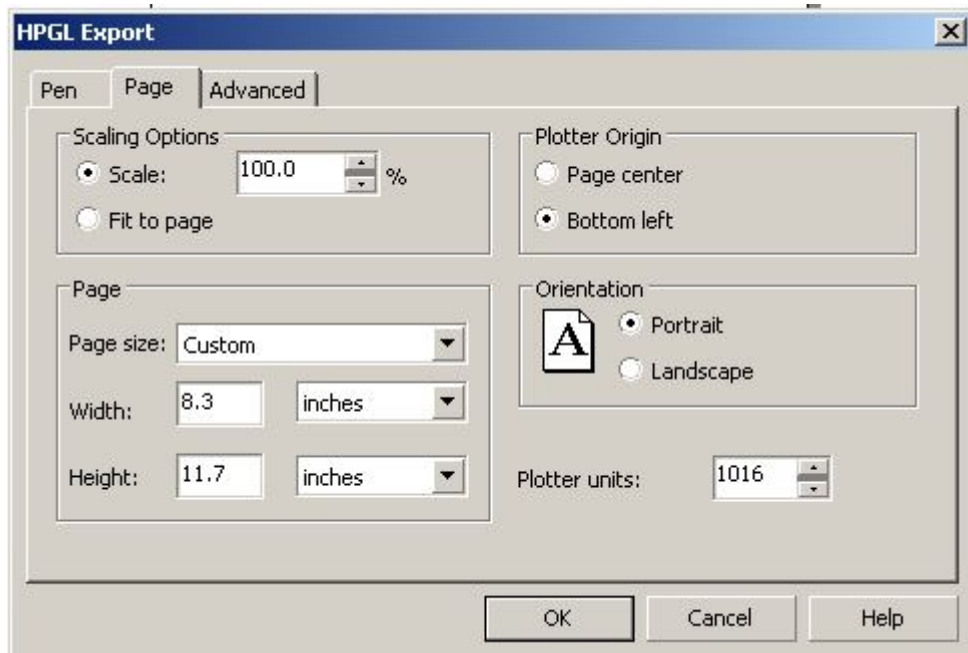 HPGL Export
Pen Page Advanced
Scaling Options
Scale: 100.0 %
Fit to page
Plotter Origin
Page center
Bottom left
Page
Page size: Custom
Width: 8.3 inches
Height: 11.7 inches
Orientation
A
Portrait
Landscape
Plotter units: 1016
OK Cancel Help